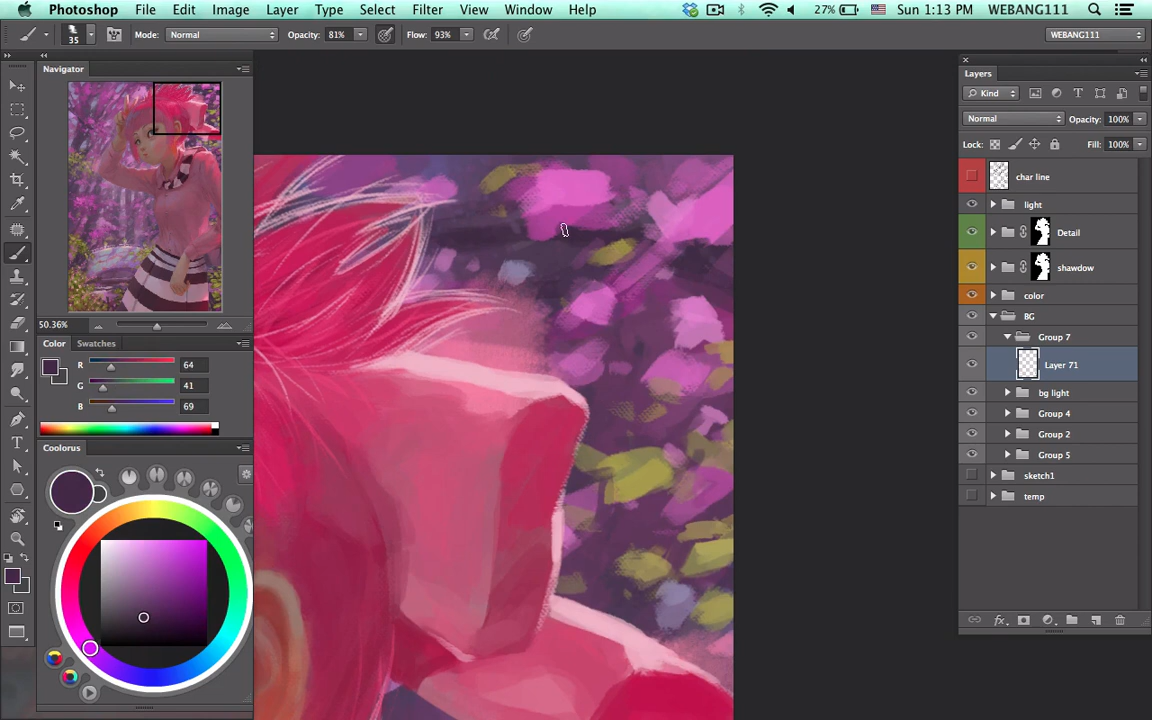 Photoshop File Edit Image Layer Type Select Filter View Window Help 27% Sun 1:13 PM WEBANG111
35 Mode: Normal Opacity: 81% Flow: 93% WEBANG111
Navigator
50.36%
Color Swatches
R 64
G 41
B 69
Colorus
Layers
Kind
Normal Opacity: 100%
Lock: Fill: 100%
char line
light
Detail
shawdow
color
BG
Group 7
Layer 71
bg light
Group 4
Group 2
Group 5
sketch1
temp